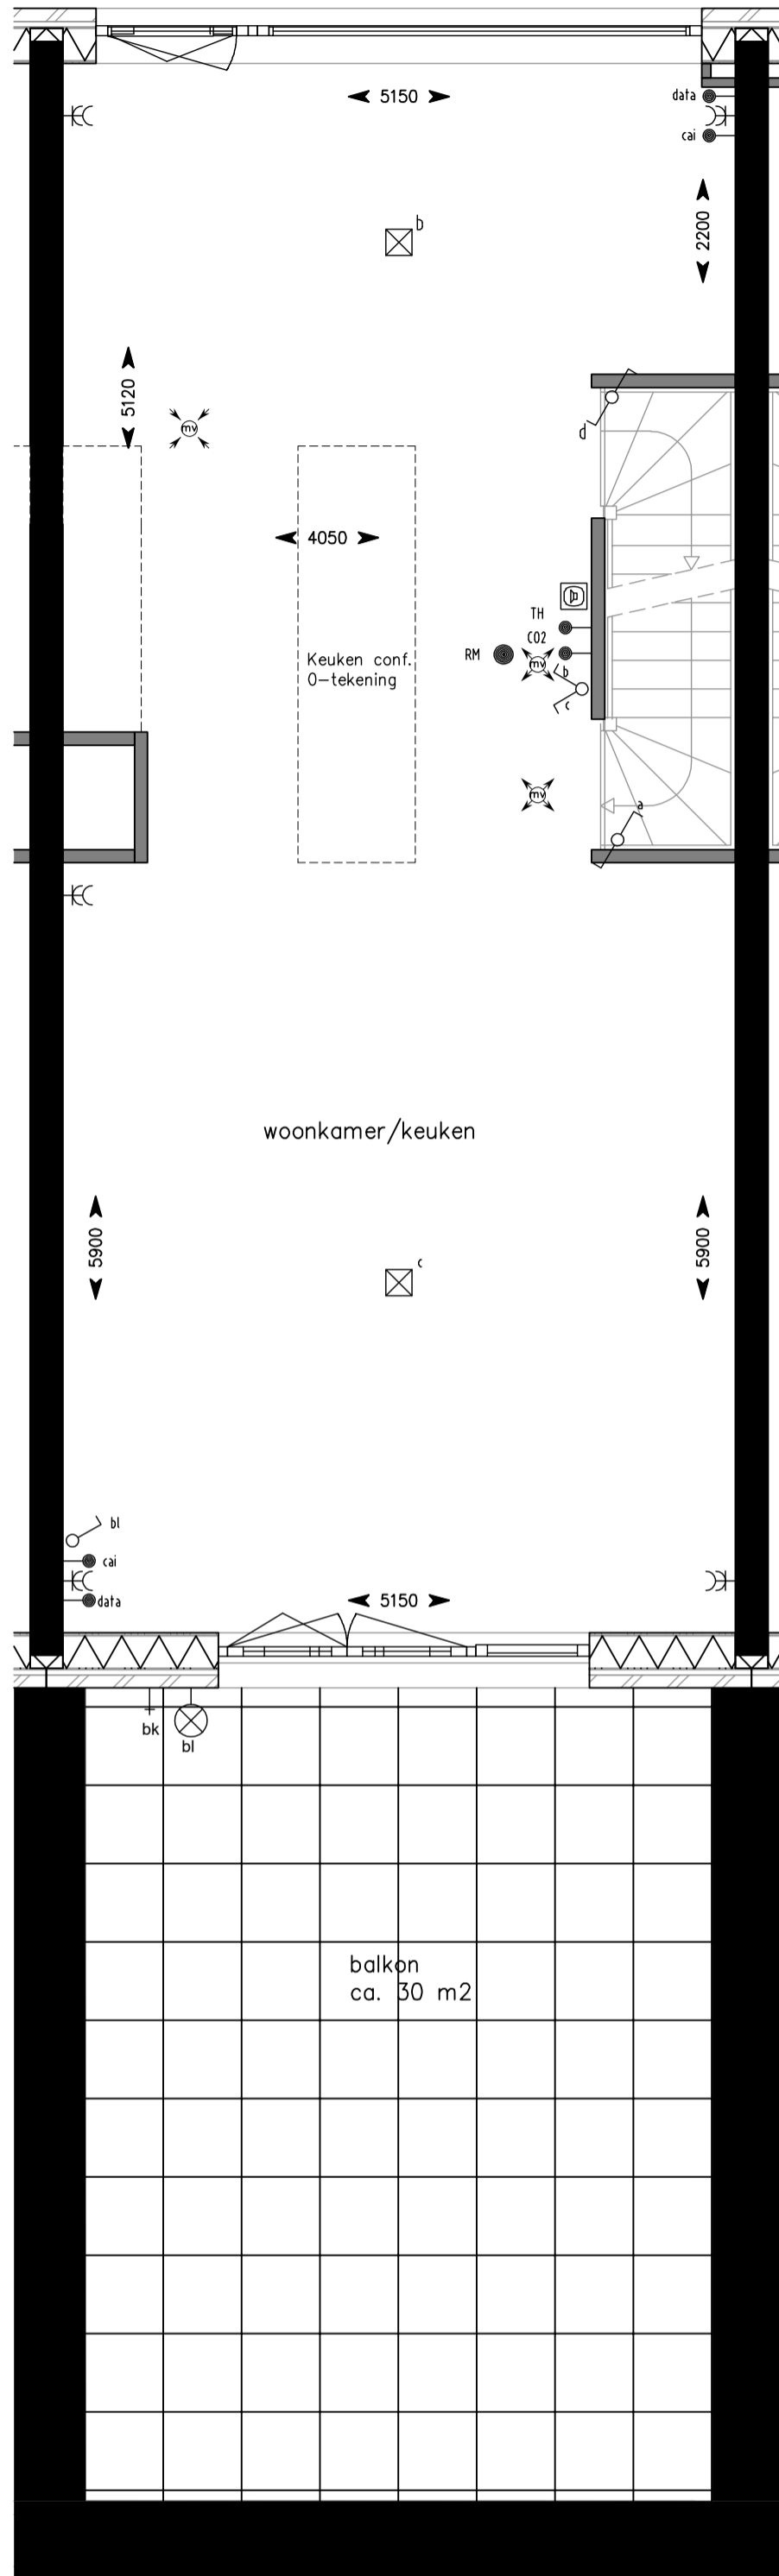 5150
data
cai
2200
b
5120
mv
d
4050
TH
CO2
RM
mv
b
c
Keuken conf.
0-tekening
mv
a
woonkamer/keuken
5900
5900
c
bl
cai
data
5150
bk
bl
balkon
ca. 30 m2